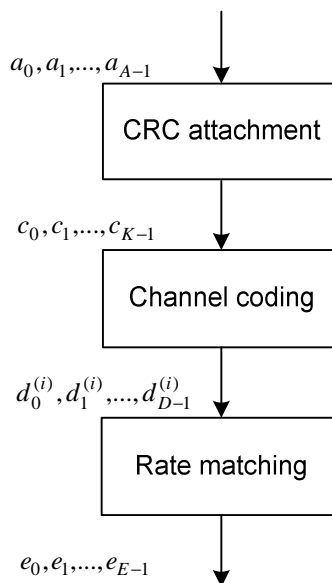 a_0, a_1,..., a_{A-1}
CRC attachment
c_0, c_1,..., c_{K-1}
Channel coding
d_0^{(i)}, d_1^{(i)},..., d_{D-1}^{(i)}
Rate matching
e_0, e_1,..., e_{E-1}